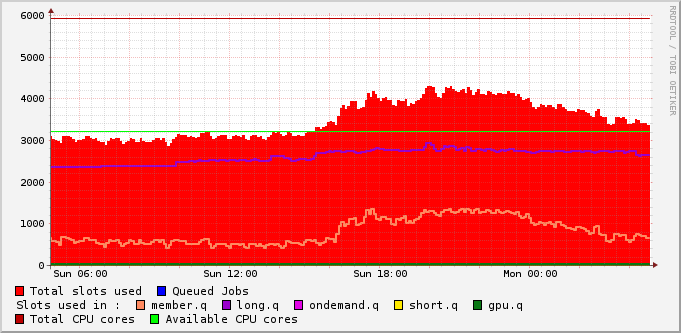 6000
5000
4000
3000
2000
1000
0
Sun 06:00 Sun 12:00 Sun 18:00 Mon 00:00
Total slots used Queued Jobs
Slots used in : member.q long.q ondemand.q short.q gpu.q
Total CPU cores Available CPU cores
RRDTOOL / TOBI OETIKER